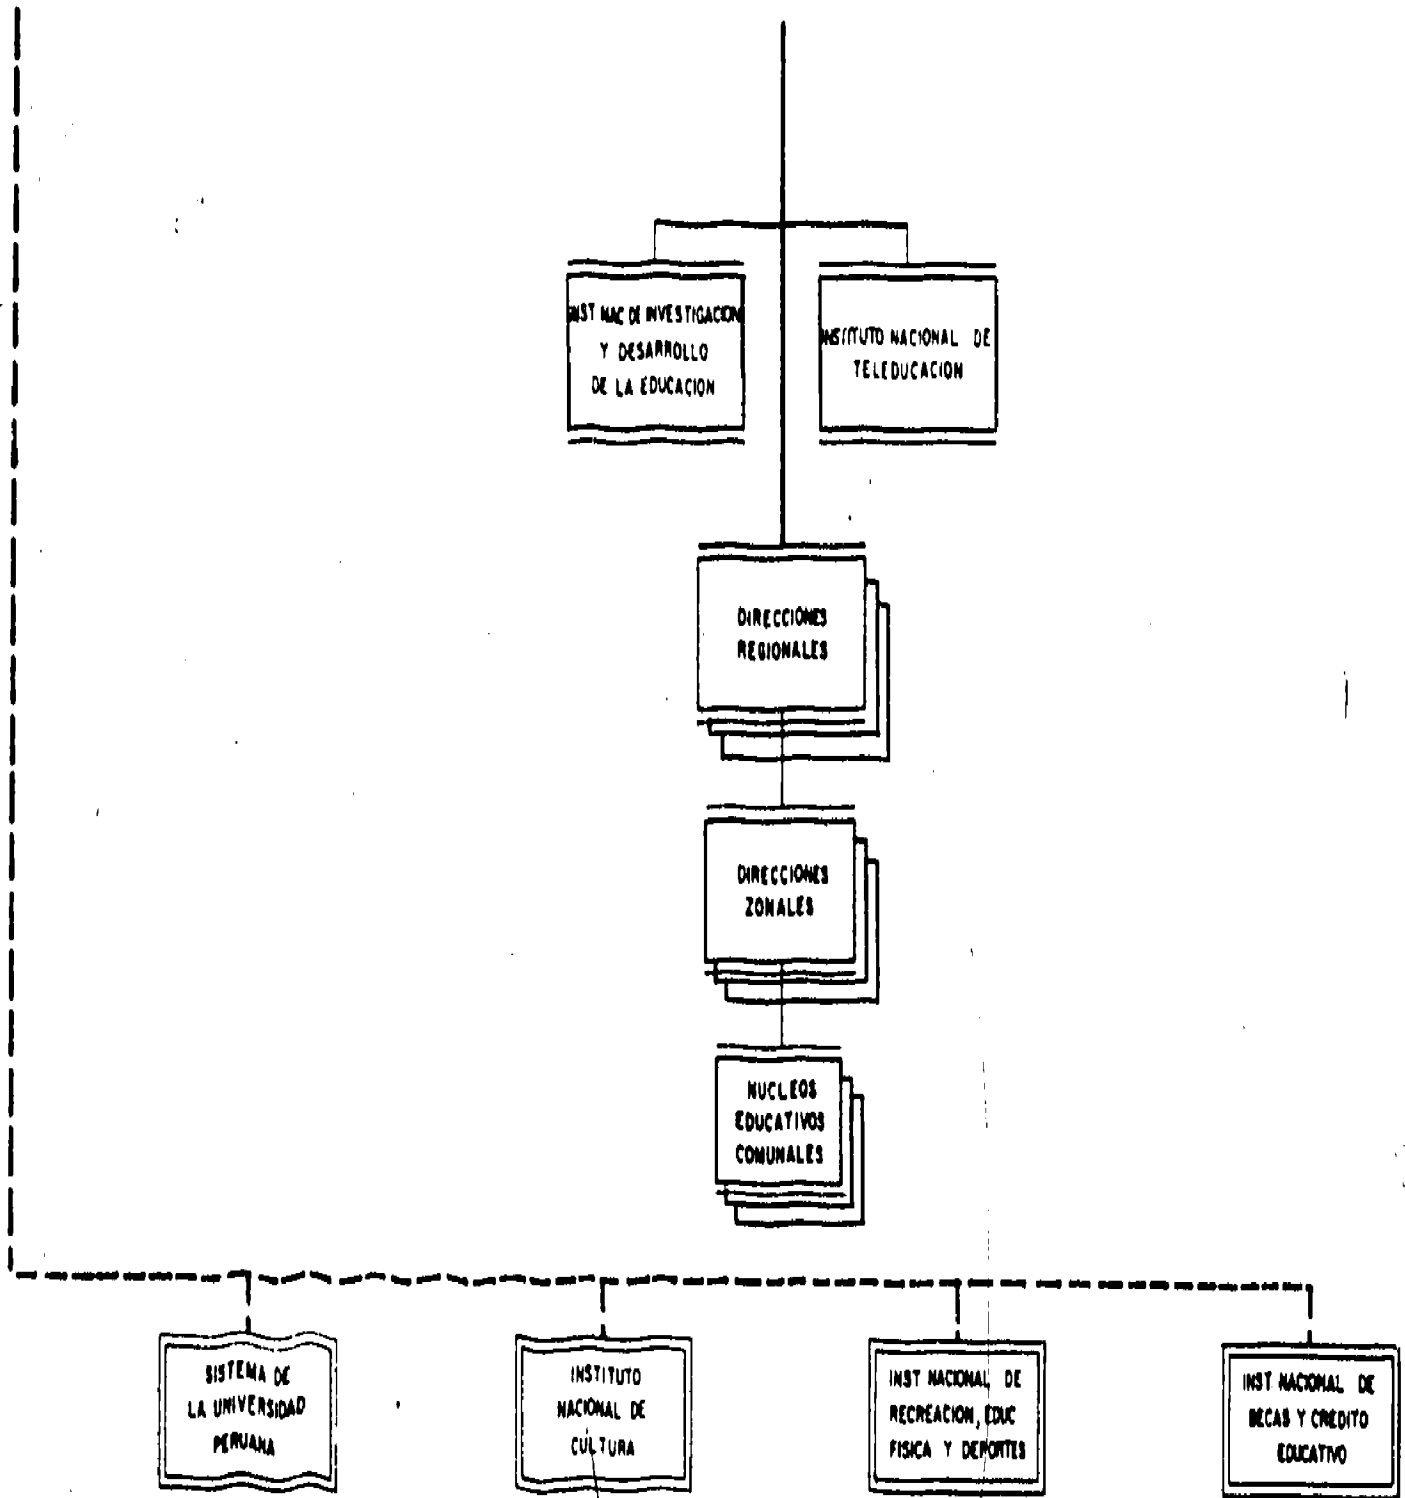 INST NAC DE INVESTIGACION
Y DESARROLLO
DE LA EDUCACION
INSTITUTO NACIONAL DE
TELEDUCACION
DIRECCIONES
REGIONALES
DIRECCIONES
ZONALES
NUCLEOS
EDUCATIVOS
COMUNALES
SISTEMA DE
LA UNIVERSIDAD
PERUANA
INSTITUTO
NACIONAL DE
CULTURA
INST NACIONAL DE
RECREACION, EDUC
FISICA Y DEPORTES
INST NACIONAL DE
BECAS Y CREDITO
EDUCATIVO